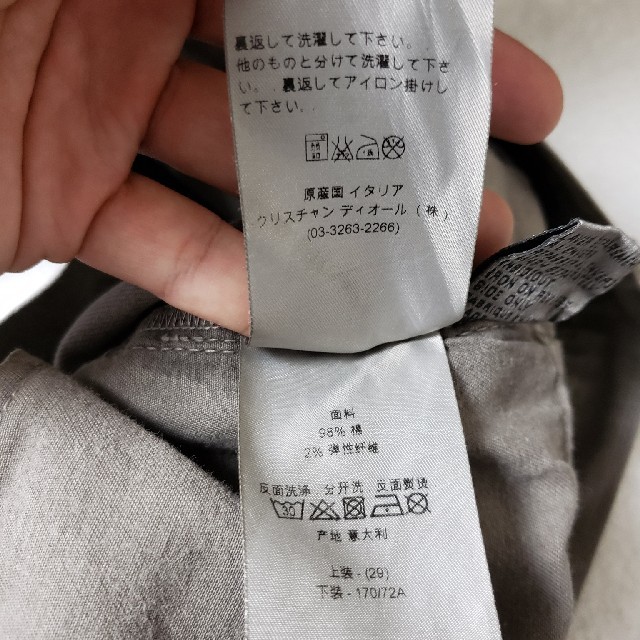 裏返して洗濯して下さい。
他のものと分けて洗濯して下さ
い。裏返してアイロン掛けし
て下さい。
原産国 イタリア
クリスチャン ディオール (株)
(03-3263-2266)
面料
98% 棉
2% 弹性纤维
反面洗涤 分开洗 反面熨烫
30
产地 意大利
上装 - (29)
下装 - 170/72A